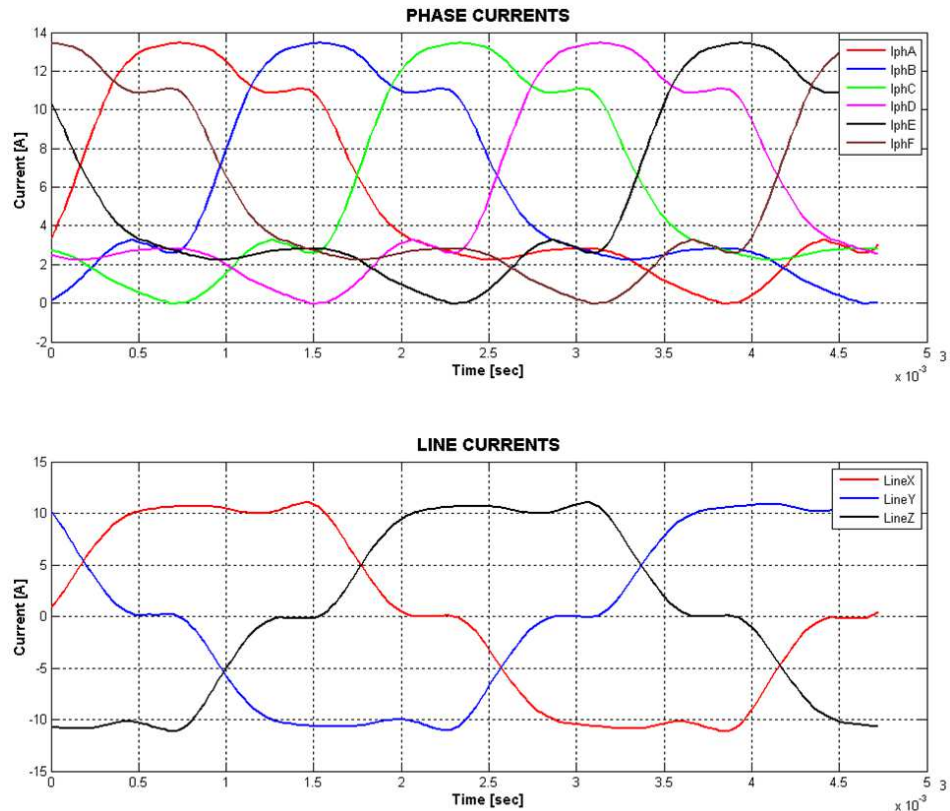 PHASE CURRENTS
14
12
10
8
6
4
2
0
-2
Current [A]
IphA
IphB
IphC
IphD
IphE
IphF
0
0.5
1
1.5
2
2.5
3
3.5
4
4.5
5
3
Time [sec]
x 10⁻³
LINE CURRENTS
15
10
5
0
-5
-10
-15
Current [A]
LineX
LineY
LineZ
0
0.5
1
1.5
2
2.5
3
3.5
4
4.5
5
3
Time [sec]
x 10⁻³